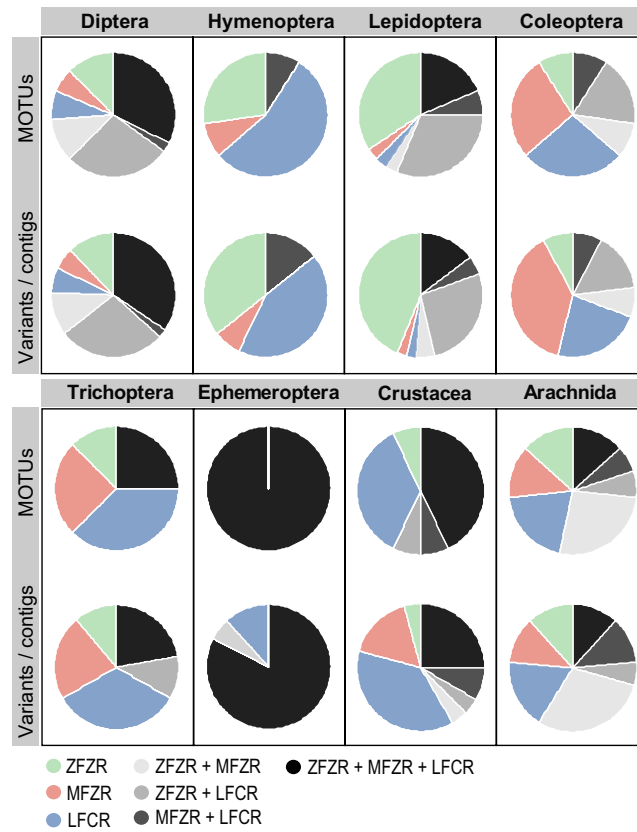 Diptera Hymenoptera Lepidoptera Coleoptera
MOTUs
Variants / contigs
Trichoptera Ephemeroptera Crustacea Arachnida
MOTUs
Variants / contigs
ZFZR ZFZR + MFZR ZFZR + MFZR + LFCR
MFZR ZFZR + LFCR
LFCR MFZR + LFCR